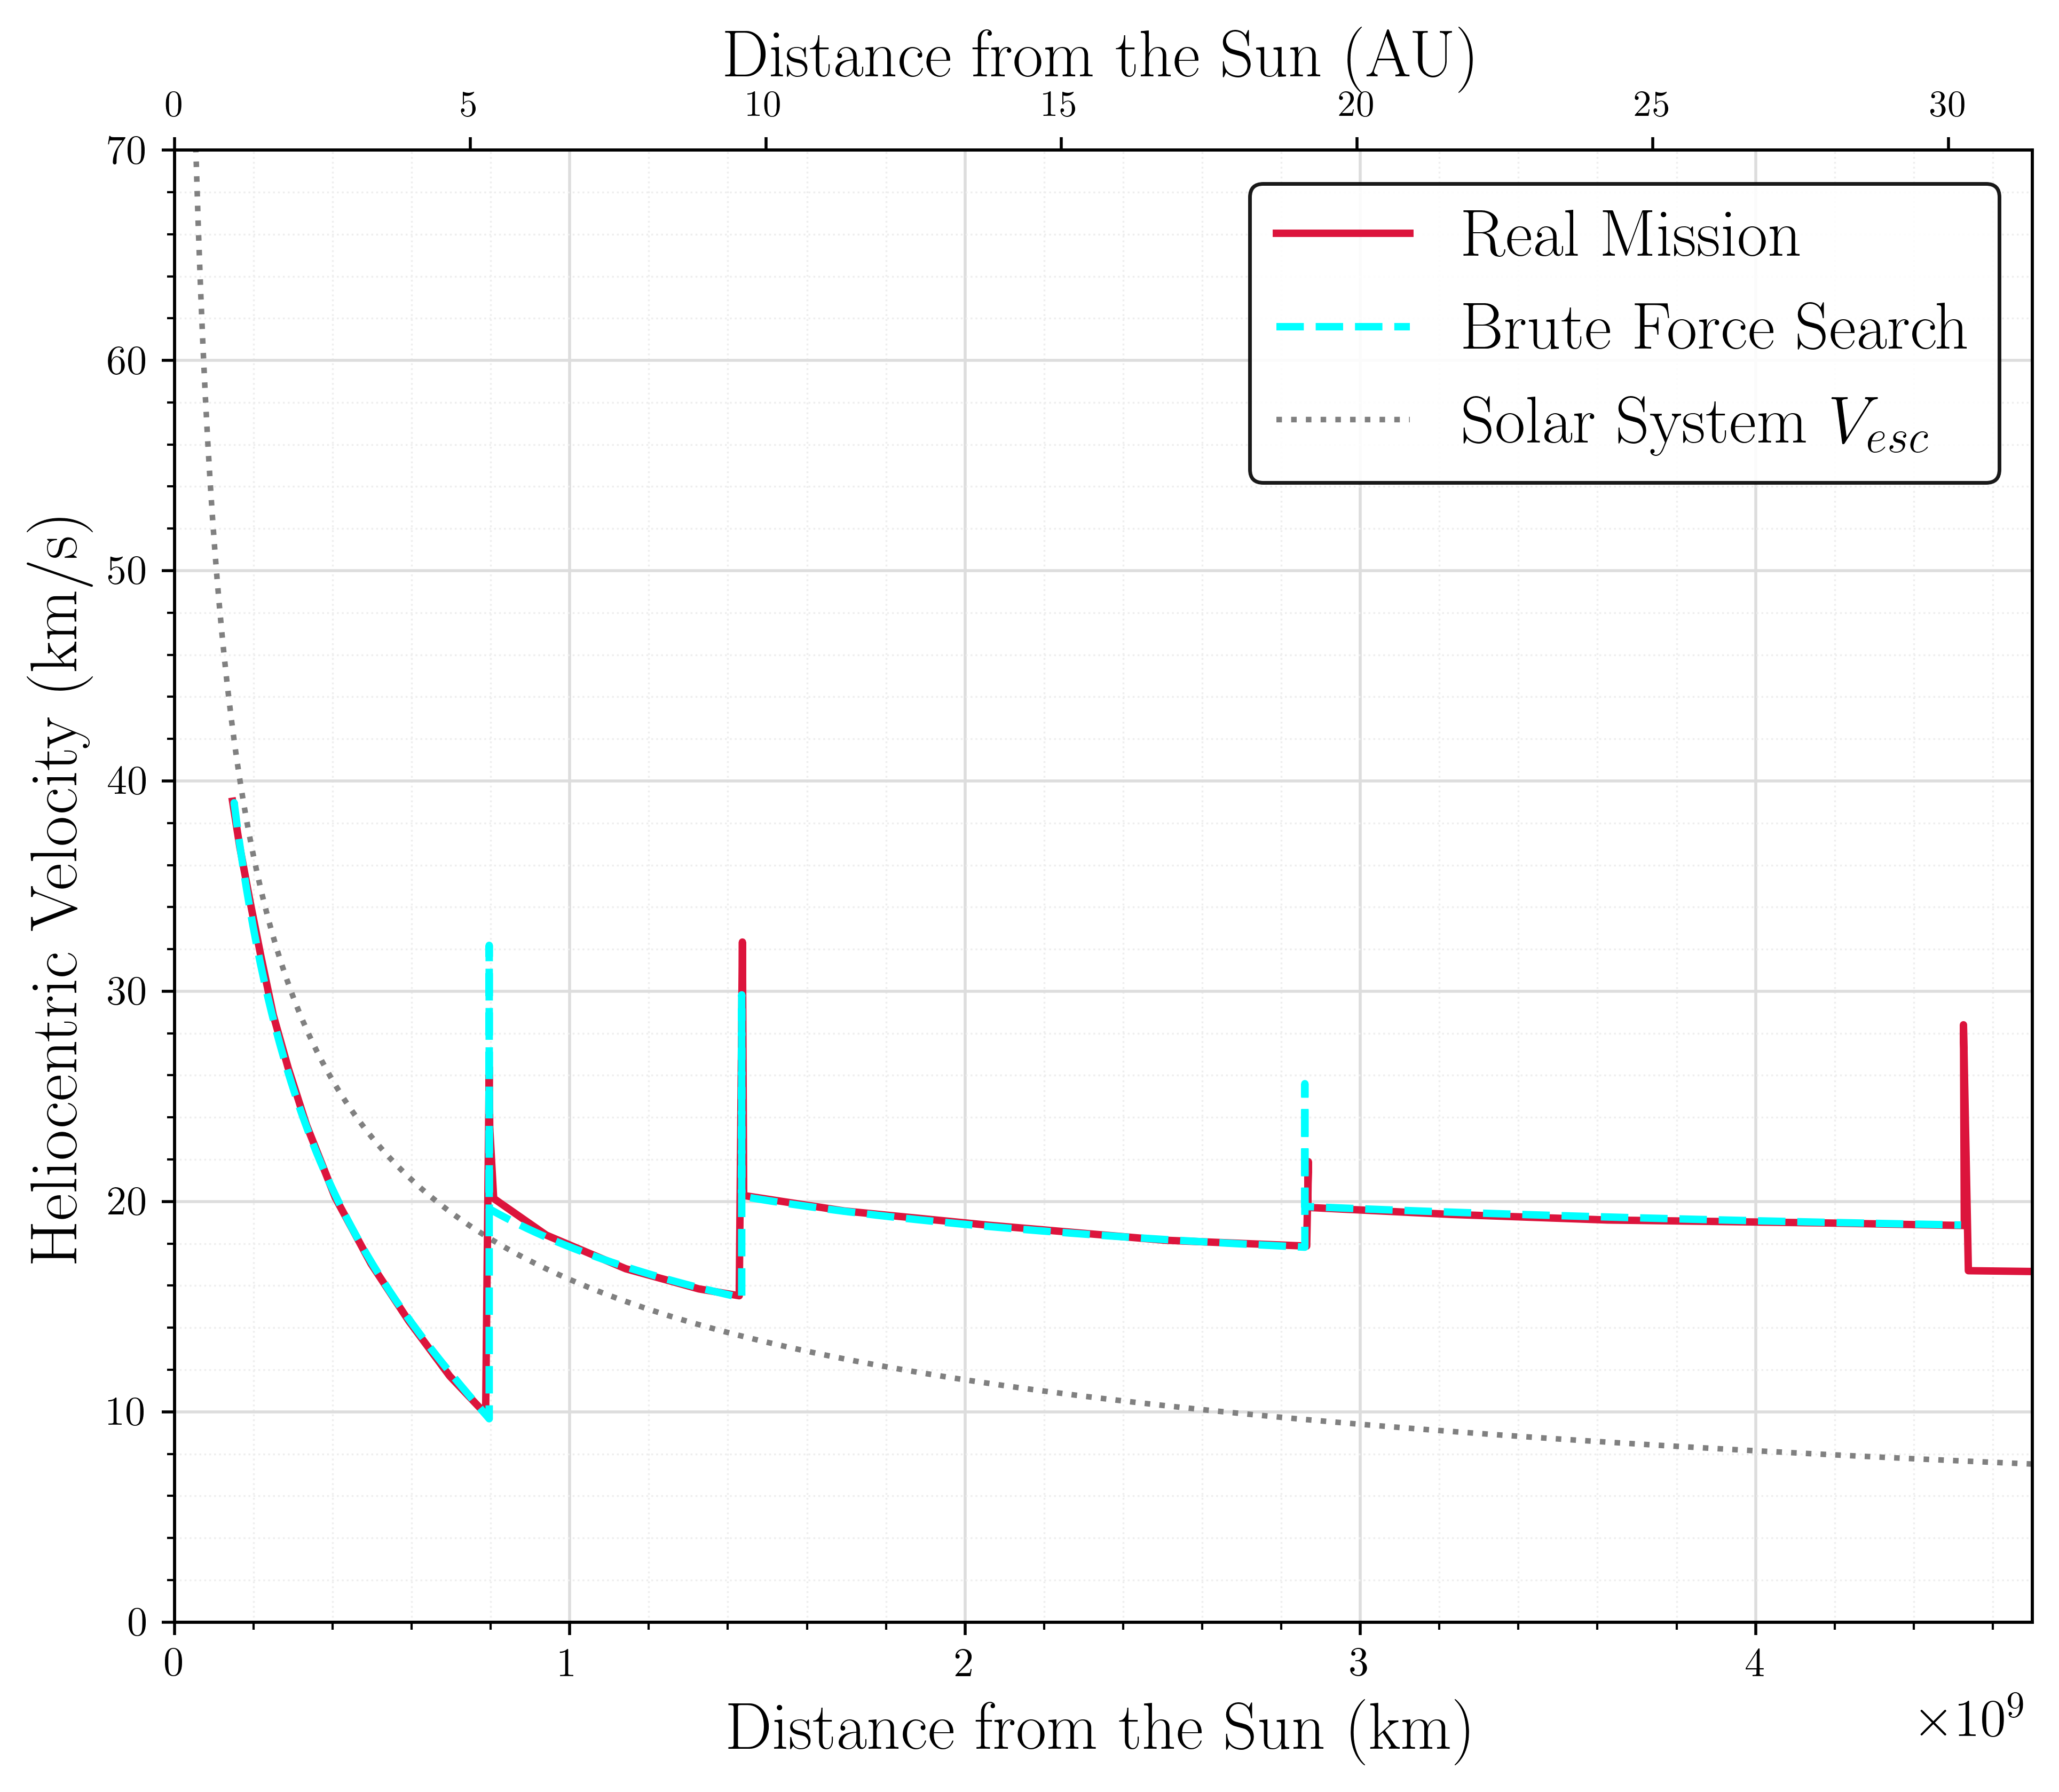 Distance from the Sun (AU)
0 5 10 15 20 25 30
Real Mission
Brute Force Search
Solar System V_esc
Heliocentric Velocity (km/s)
70
60
50
40
30
20
10
0
0 1 2 3 4
Distance from the Sun (km)
×10⁹